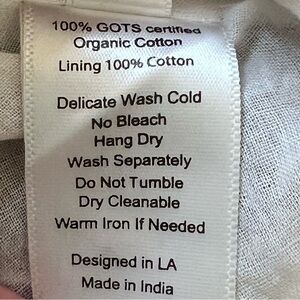 100% GOTS certified
Organic Cotton
Lining 100% Cotton
Delicate Wash Cold
No Bleach
Hang Dry
Wash Separately
Do Not Tumble
Dry Cleanable
Warm Iron If Needed
Designed in LA
Made in India